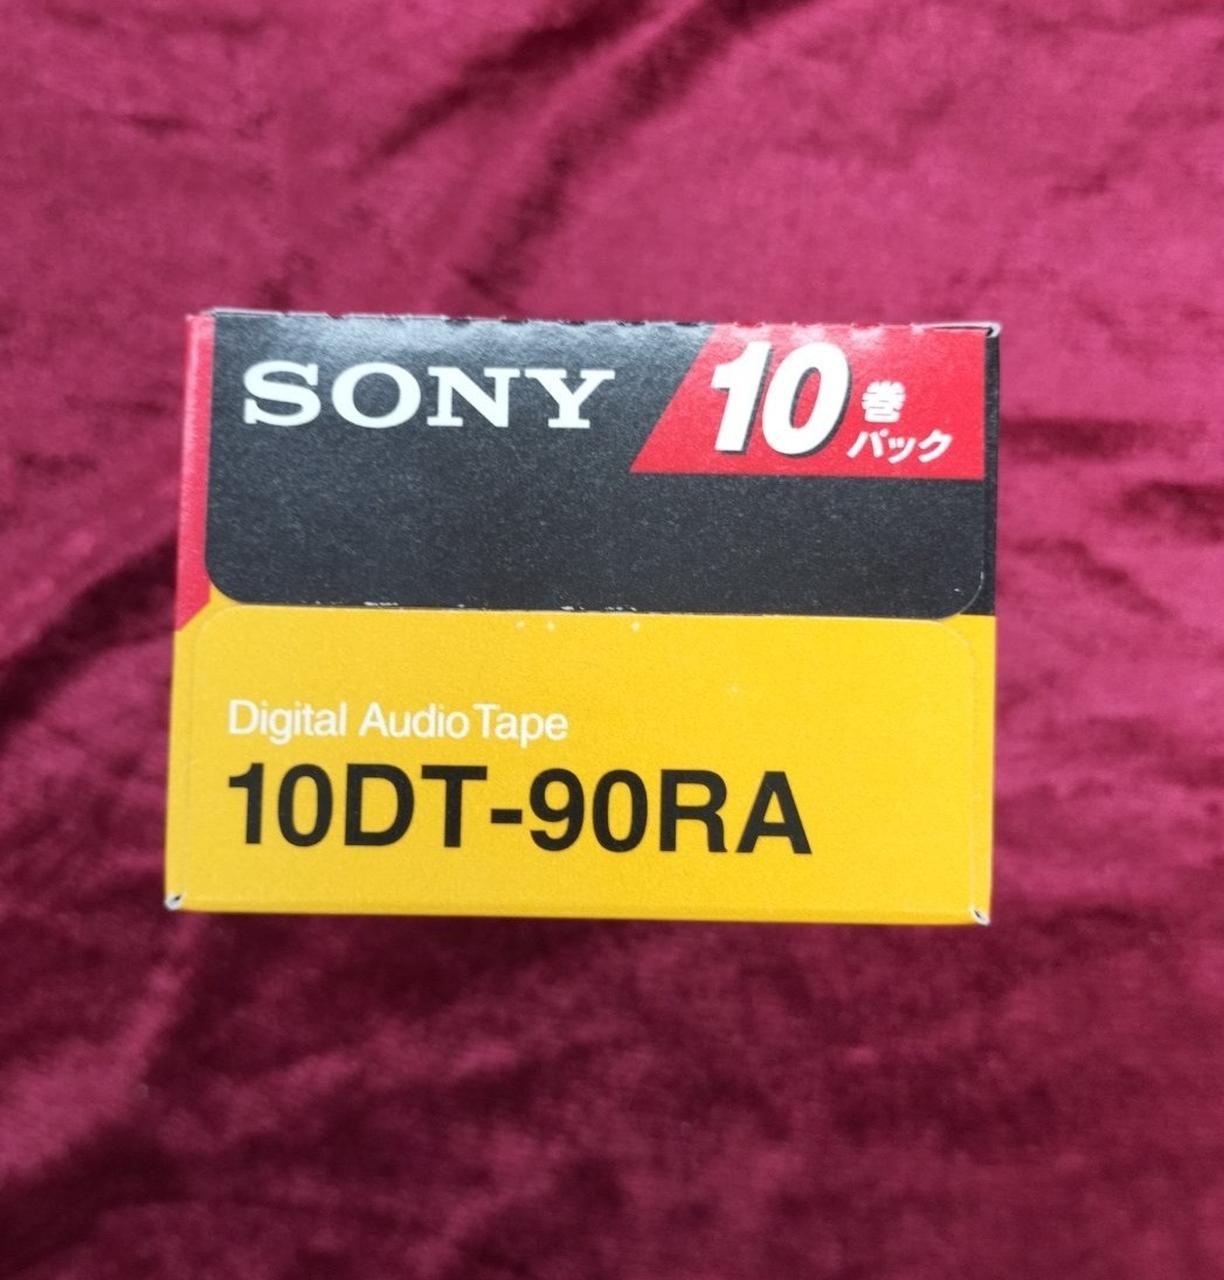 SONY
10巻
パック
Digital Audio Tape
10DT-90RA